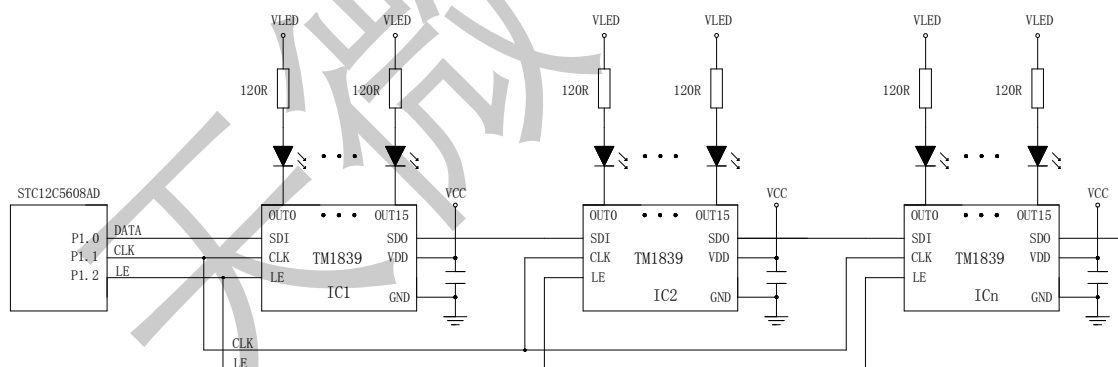 VLED VLED VLED VLED VLED VLED
120R 120R 120R 120R 120R 120R
STC12C5608AD VCC VCC VCC
OUT0 OUT15 OUT0 OUT15 OUT0 OUT15
P1.0 DATA SDI SDO SDI SDO SDI SDO
P1.1 CLK CLK TM1839 VDD CLK TM1839 VDD CLK TM1839 VDD
P1.2 LE LE LE LE
IC1 GND IC2 GND ICn GND
CLK
LE
天微